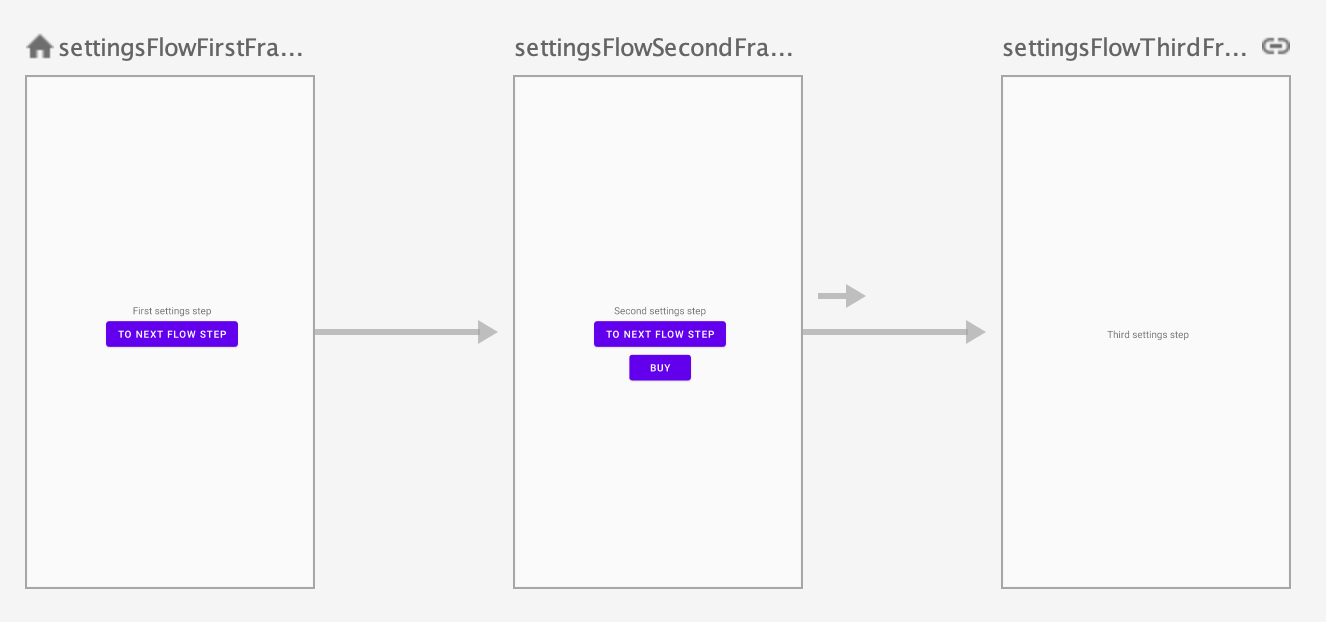 settingsFlowFirstFra...
settingsFlowSecondFra...
settingsFlowThirdFr...
First settings step
TO NEXT FLOW STEP
Second settings step
TO NEXT FLOW STEP
BUY
Third settings step